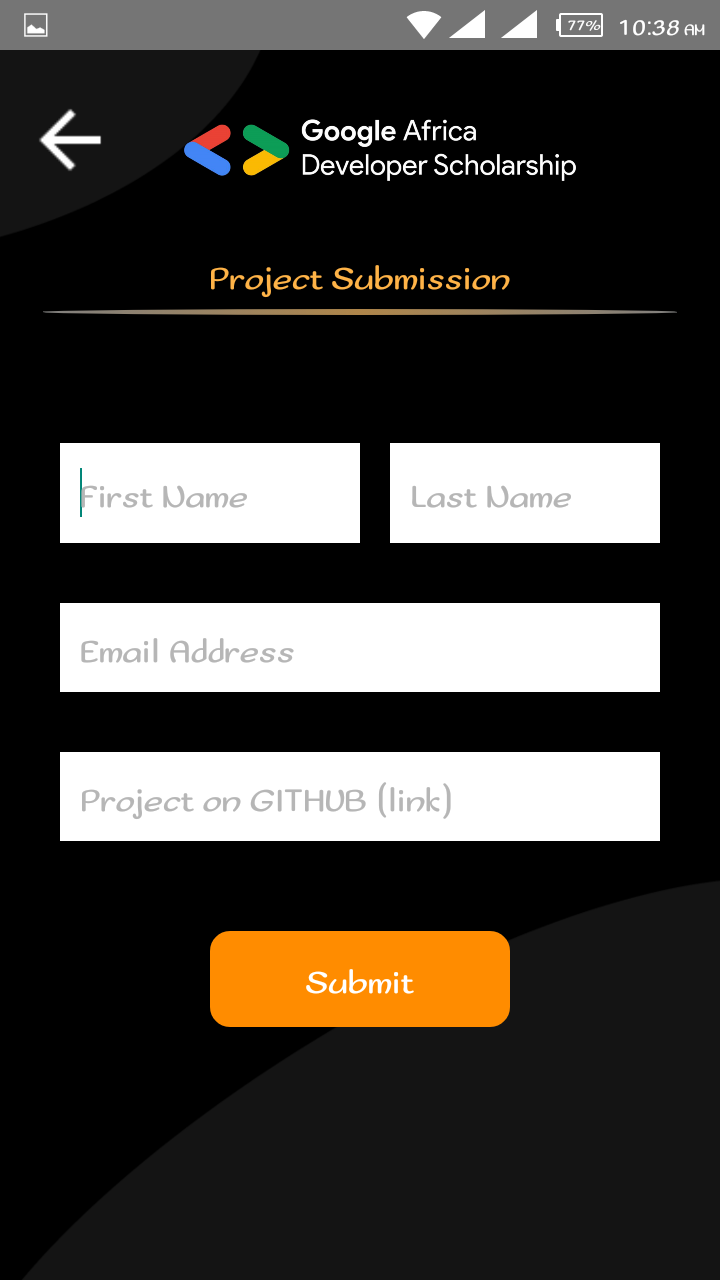 77% 10:38 AM
Google Africa
Developer Scholarship
Project Submission
First Name Last Name
Email Address
Project on GITHUB (link)
Submit